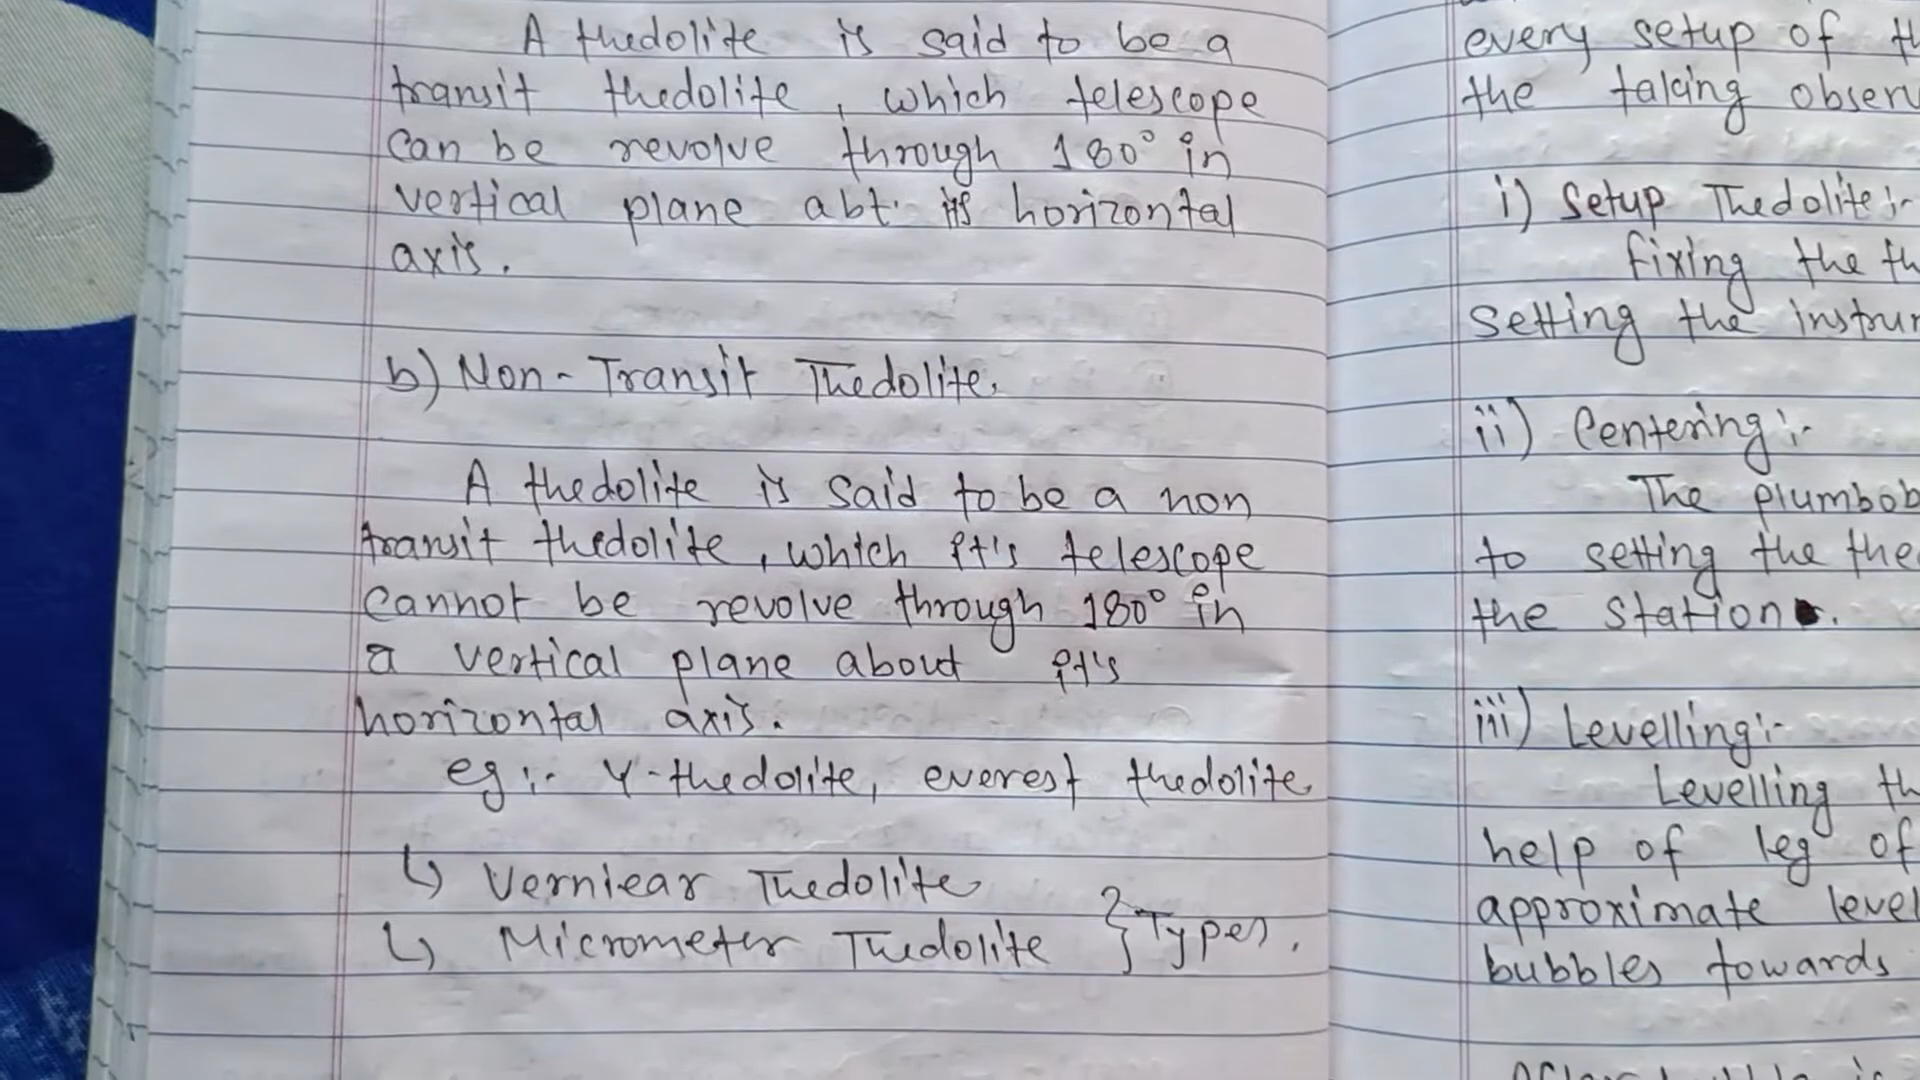 A thedolite is said to be a
transit thedolite, which telescope
can be revolve through 180° in
vertical plane abt. its horizontal
axis.
b) Non-Transit Thedolite.
A thedolite is said to be a non
transit thedolite, which it's telescope
cannot be revolve through 180° in
a vertical plane about it's
horizontal axis.
eg:- Y-thedolite, everest thedolite.
↳ Verniear Thedolite
↳ Micrometer Thedolite } Types.
every setup of
the taking
i) Setup Thedolite:-
fixing the
setting the
ii) Centering:-
The plumbob
to setting the
the station.
iii) Levelling:-
Levelling
help of leg of
approximate level
bubbles towards